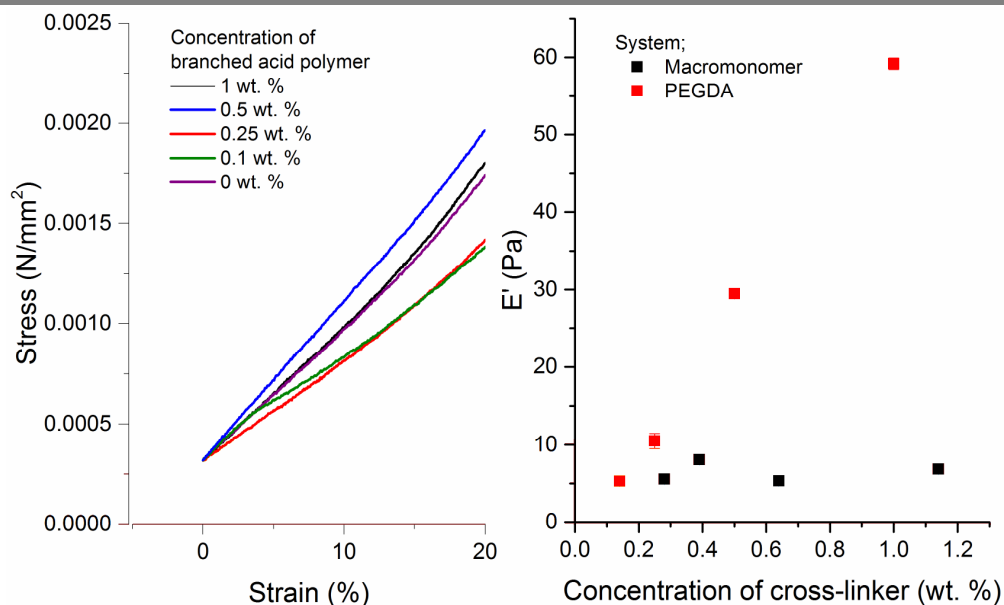 0.0025
0.0020
0.0015
0.0010
0.0005
0.0000
Stress (N/mm²)
Concentration of
branched acid polymer
1 wt. %
0.5 wt. %
0.25 wt. %
0.1 wt. %
0 wt. %
0 10 20
Strain (%)
60
50
40
30
20
10
0
E' (Pa)
System;
Macromonomer
PEGDA
0.0 0.2 0.4 0.6 0.8 1.0 1.2
Concentration of cross-linker (wt. %)